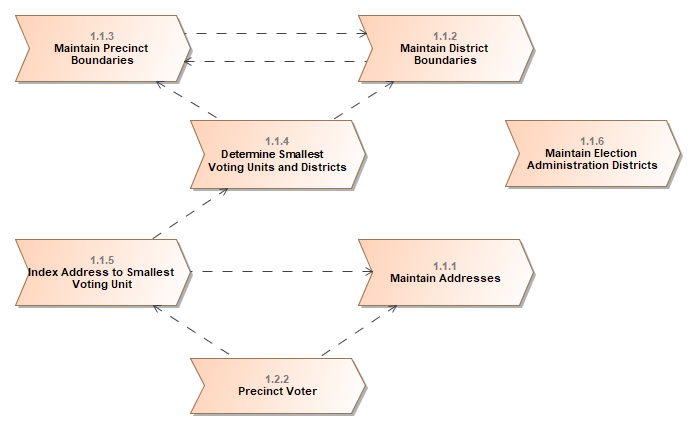 1.1.3
Maintain Precinct
Boundaries
1.1.2
Maintain District
Boundaries
1.1.4
Determine Smallest
Voting Units and Districts
1.1.6
Maintain Election
Administration Districts
1.1.5
Index Address to Smallest
Voting Unit
1.1.1
Maintain Addresses
1.2.2
Precinct Voter